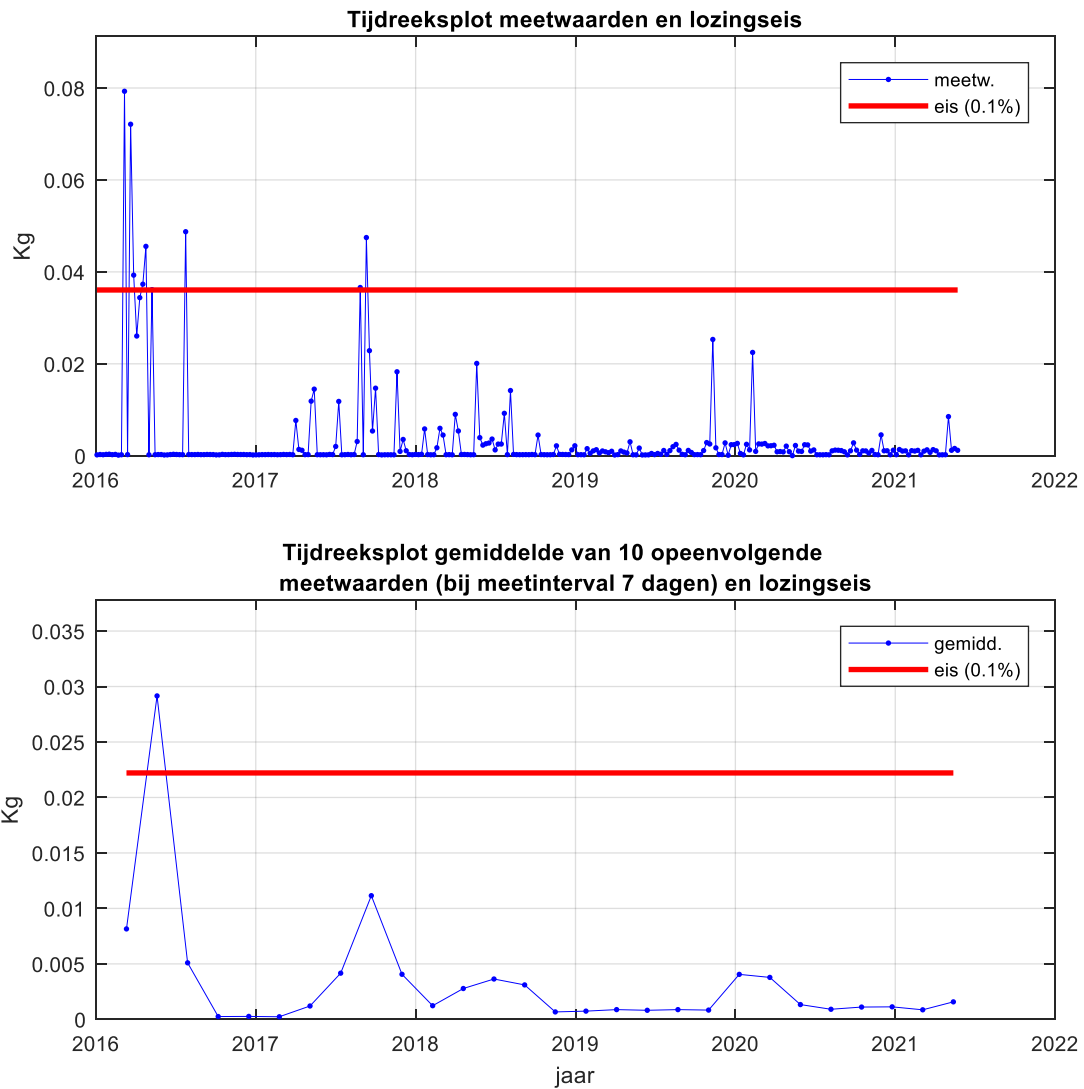 Tijdreeksplot meetwaarden en lozingseis
meetw.
eis (0.1%)
Kg
0.08
0.06
0.04
0.02
0
2016 2017 2018 2019 2020 2021 2022
Tijdreeksplot gemiddelde van 10 opeenvolgende
meetwaarden (bij meetinterval 7 dagen) en lozingseis
gemidd.
eis (0.1%)
Kg
0.035
0.03
0.025
0.02
0.015
0.01
0.005
0
2016 2017 2018 2019 2020 2021 2022
jaar